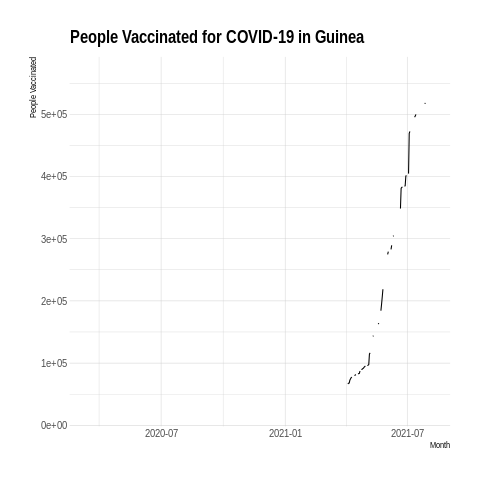 People Vaccinated for COVID-19 in Guinea
People Vaccinated
5e+05
4e+05
3e+05
2e+05
1e+05
0e+00
2020-07
2021-01
2021-07
Month